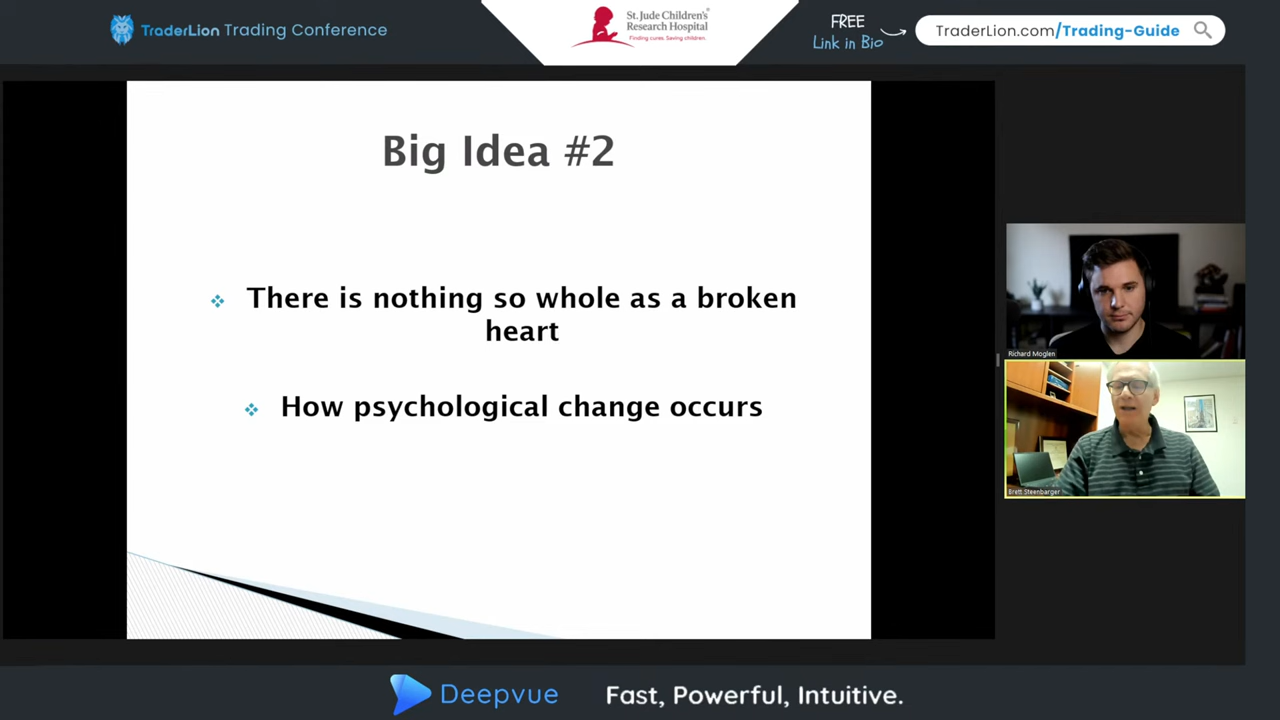 TraderLion Trading Conference
St. Jude Children's
Research Hospital
Finding cures. Saving children.
FREE
Link in Bio
TraderLion.com/Trading-Guide
Big Idea #2
There is nothing so whole as a broken
heart
How psychological change occurs
Richard Moglen
Brett Steenbarger
Deepvue
Fast, Powerful, Intuitive.